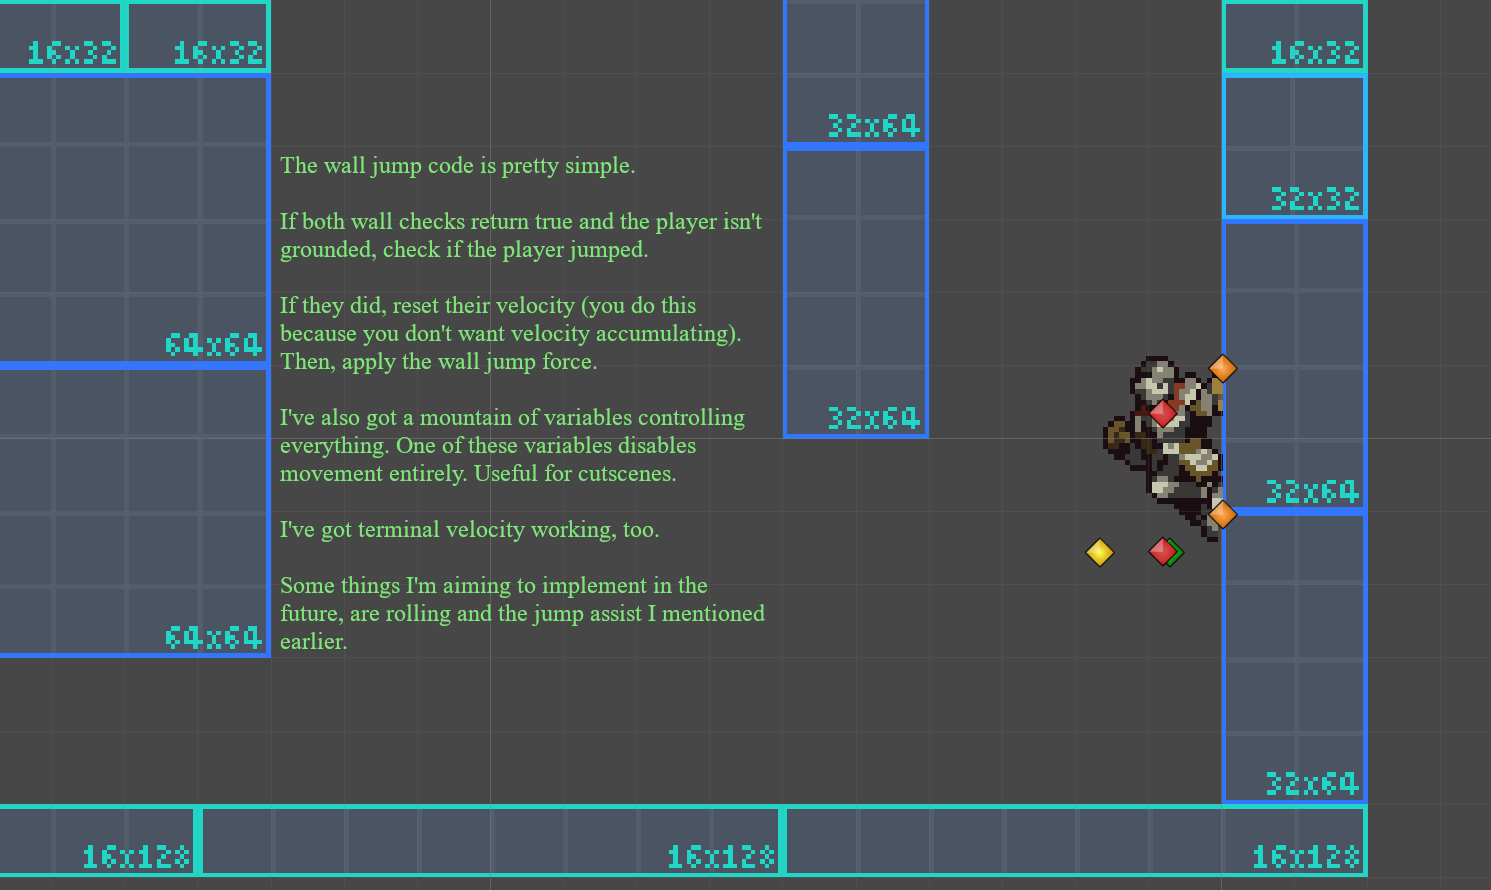 16x32
16x32
16x32
32x64
32x32
The wall jump code is pretty simple.
If both wall checks return true and the player isn't
grounded, check if the player jumped.
If they did, reset their velocity (you do this
because you don't want velocity accumulating).
Then, apply the wall jump force.
64x64
I've also got a mountain of variables controlling
everything. One of these variables disables
movement entirely. Useful for cutscenes.
32x64
32x64
I've got terminal velocity working, too.
Some things I'm aiming to implement in the
future, are rolling and the jump assist I mentioned
earlier.
64x64
32x64
16x128
16x128
16x128